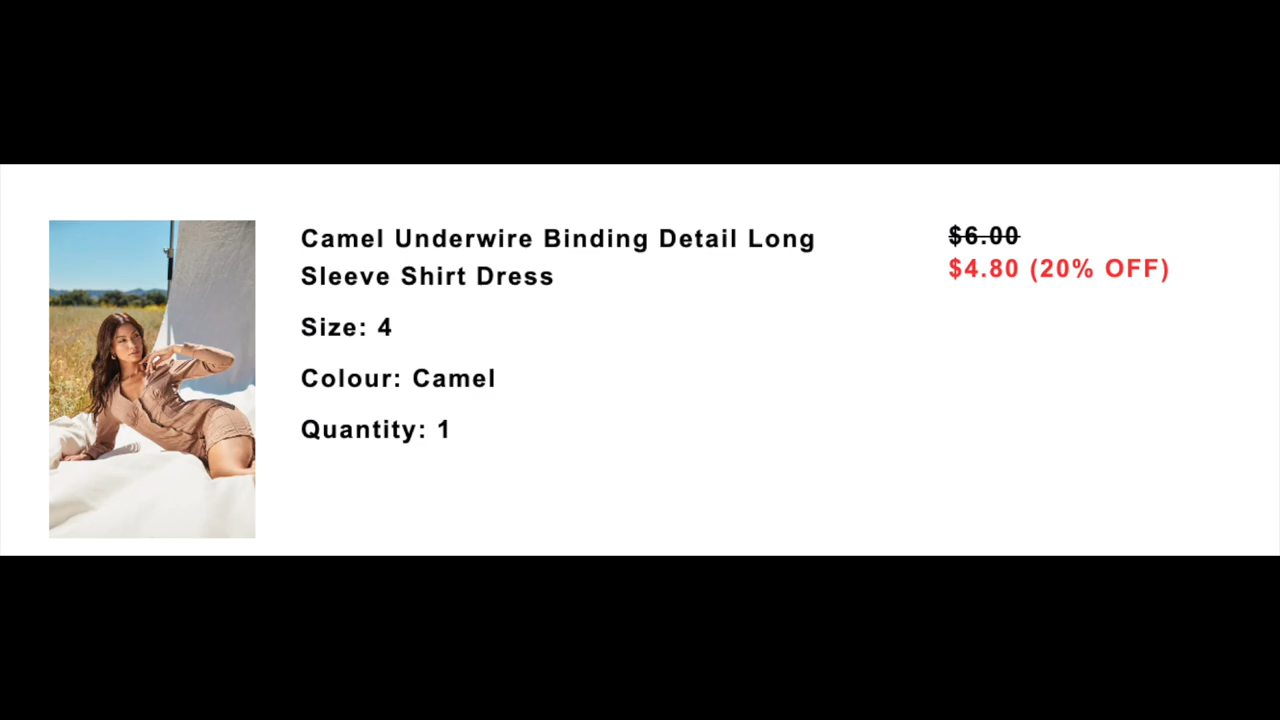 Camel Underwire Binding Detail Long
Sleeve Shirt Dress
Size: 4
Colour: Camel
Quantity: 1
$6.00
$4.80 (20% OFF)